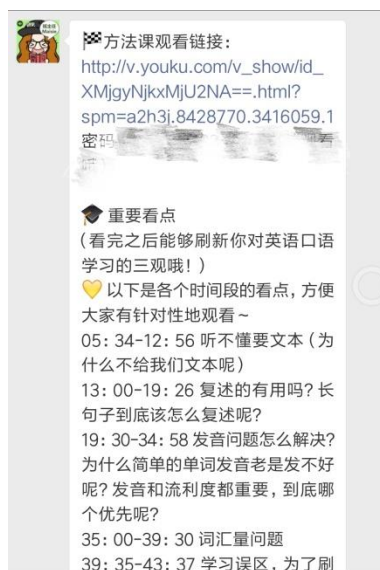 🏁方法课观看链接：
http://v.youku.com/v_show/id_
XMjgyNjkxMjU2NA==.html?
spm=a2h3j.8428770.3416059.1
密码
🎓 重要看点
（看完之后能够刷新你对英语口语
学习的三观哦！）
💛 以下是各个时间段的看点，方便
大家有针对性地观看～
05：34-12：56 听不懂要文本（为
什么不给我们文本呢）
13：00-19：26 复述的有用吗？长
句子到底该怎么复述呢？
19：30-34：58 发音问题怎么解决？
为什么简单的单词发音老是发不好
呢？发音和流利度都重要，到底哪
个优先呢？
35：00-39：30 词汇量问题
39：35-43：37 学习误区，为了刷